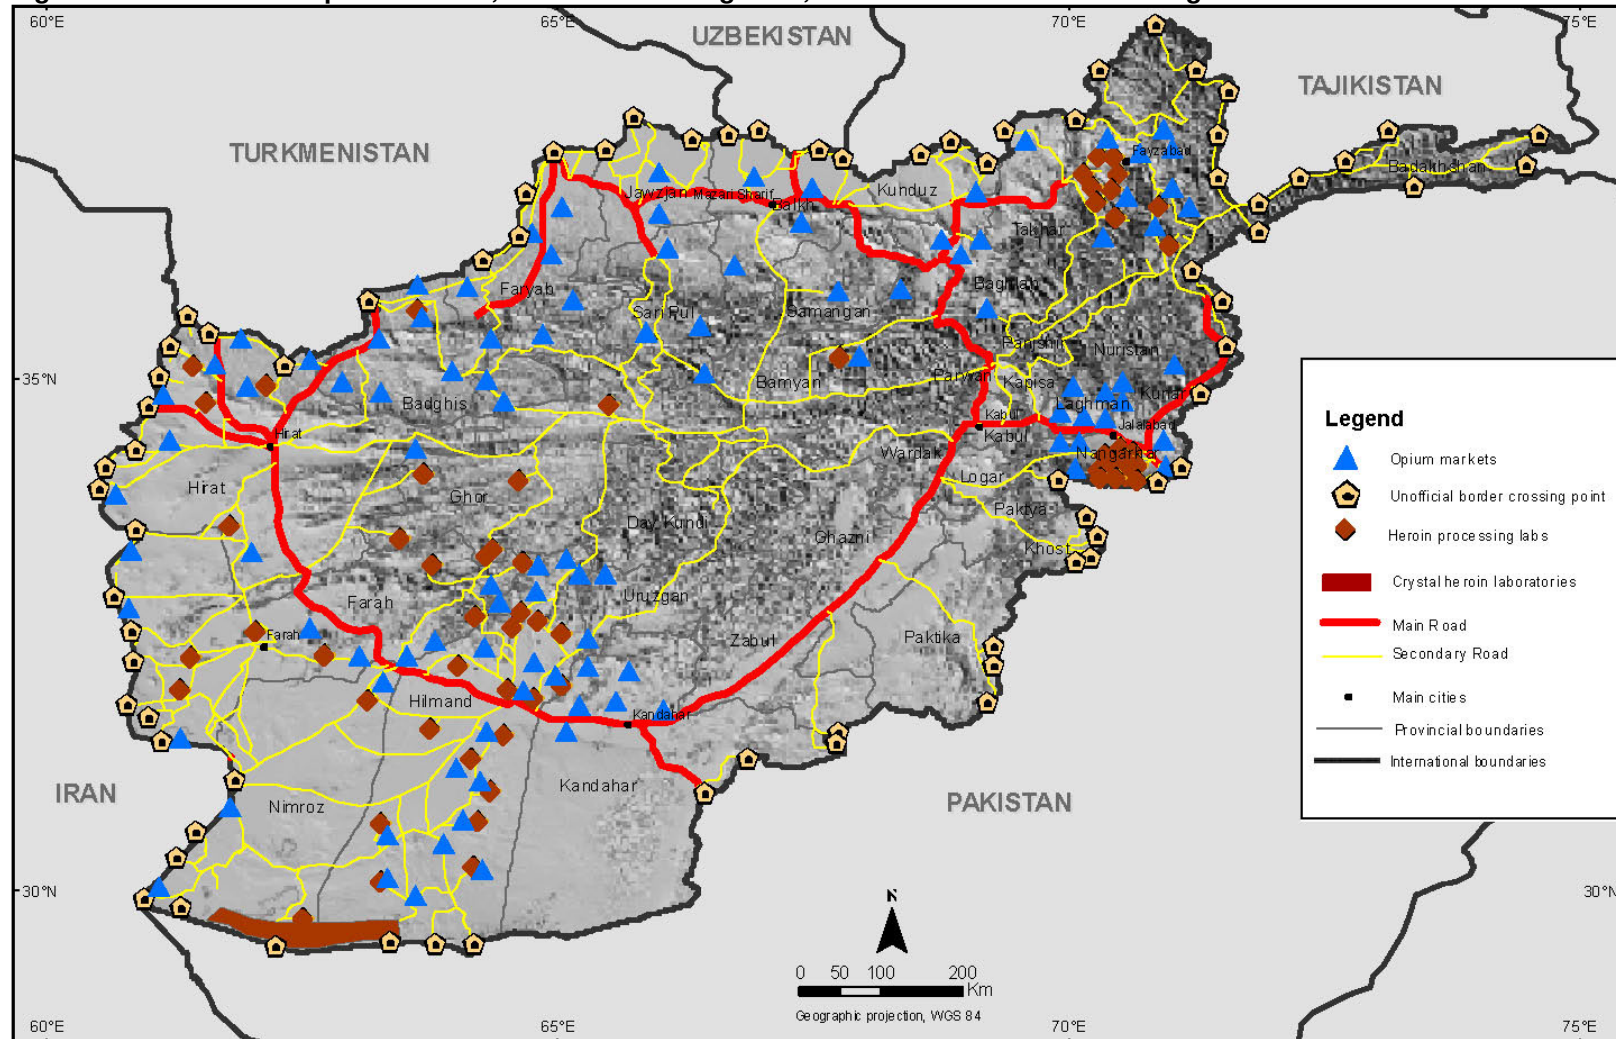 60°E
65°E
70°E
75°E
UZBEKISTAN
TAJIKISTAN
TURKMENISTAN
Fayzabad
Badakhshan
Jawzjan
Mazari Sharif
Balkh
Kunduz
Takhar
Faryab
Baghlan
Sari Pul
Samangan
Panjshir
Nuristan
35°N
Bamyan
Parwan
Kapisa
Kunar
Badghis
Laghman
Kabul
Jalalabad
Hirat
Kabul
Nangarhar
Wardak
Logar
Hirat
Ghor
Paktya
Day Kundi
Ghazni
Khost
Farah
Uruzgan
Farah
Zabul
Paktika
Hilmand
Kandahar
IRAN
Nimroz
Kandahar
PAKISTAN
30°N
30°N
N
0 50 100 200
Km
Geographic projection, WGS 84
60°E
65°E
70°E
75°E
Legend
Opium markets
Unofficial border crossing point
Heroin processing labs
Crystal heroin laboratories
Main Road
Secondary Road
Main cities
Provincial boundaries
International boundaries